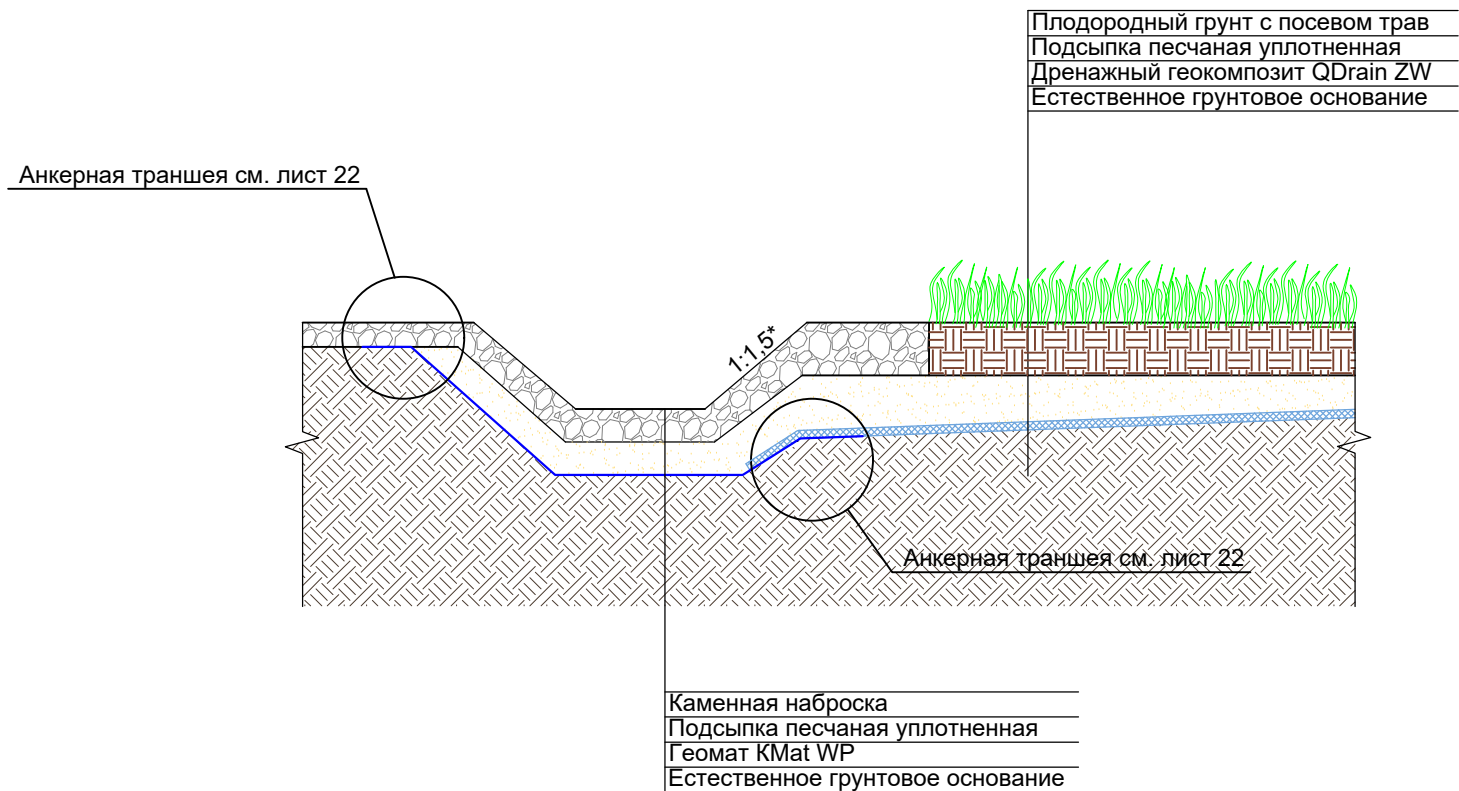 Плодородный грунт с посевом трав
Подсыпка песчаная уплотненная
Дренажный геокомпозит QDrain ZW
Естественное грунтовое основание
Анкерная траншея см. лист 22
1:1,5*
Анкерная траншея см. лист 22
Каменная наброска
Подсыпка песчаная уплотненная
Геомат KMat WP
Естественное грунтовое основание